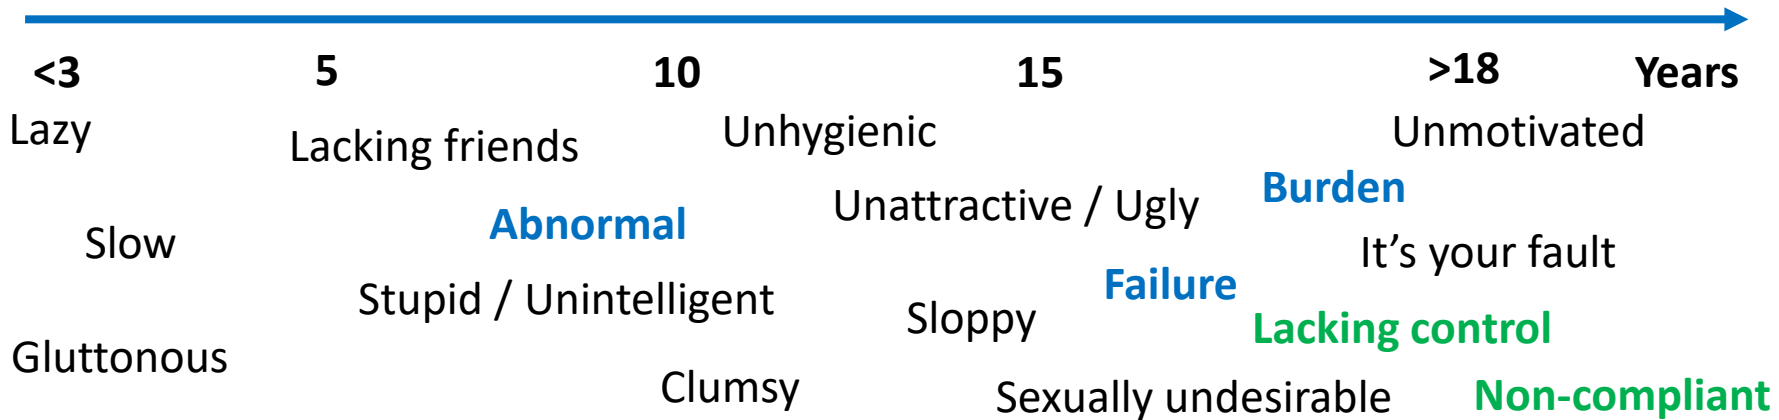 <3 5 10 15 >18 Years
Lazy
Lacking friends
Unhygienic
Unmotivated
Burden
Unattractive / Ugly
Abnormal
Slow
It’s your fault
Failure
Stupid / Unintelligent
Sloppy
Lacking control
Gluttonous
Clumsy
Sexually undesirable
Non-compliant